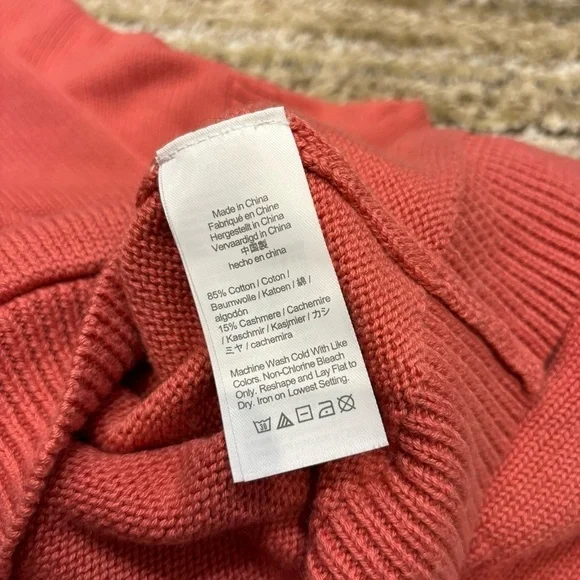 Made in China
Fabriqué en Chine
Hergestellt in China
Vervaardigd in China
中国製
hecho en china
85% Cotton / Coton /
Baumwolle / Katoen / 綿 /
algodón
15% Cashmere / Cachemire
/ Kaschmir / Kasjmier / カシ
ミヤ / cachemira
Machine Wash Cold With Like
Colors. Non-Chlorine Bleach
Only. Reshape and Lay Flat to
Dry. Iron on Lowest Setting.
30